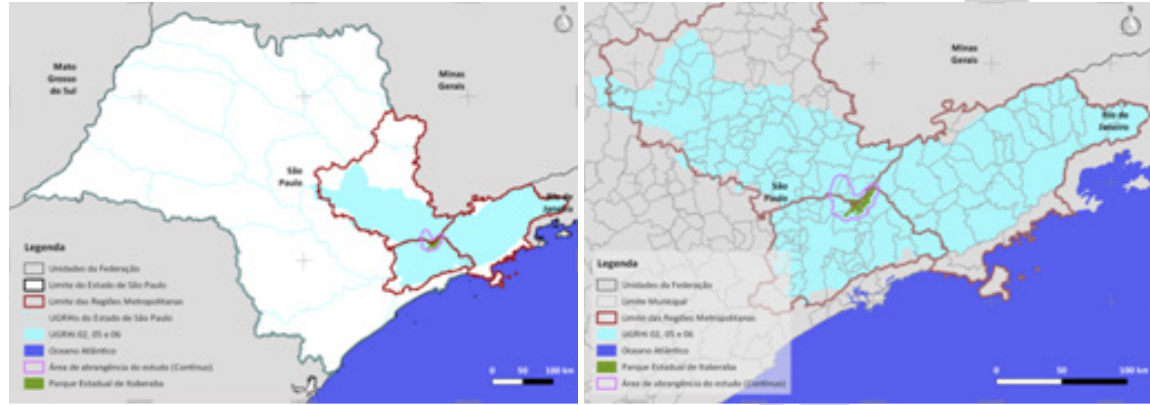 N
Mato
Grosso
do Sul
Minas
Gerais
São
Paulo
Rio de
Janeiro
Legenda
Unidades da Federação
Limite do Estado de São Paulo
Limite das Regiões Metropolitanas
UGRHIs do Estado de São Paulo
UGRHI 02, 05 e 06
Oceano Atlântico
Área de abrangência do estudo (Contínuo)
Parque Estadual de Itaberaba
0 50 100 km
N
Minas
Gerais
Rio de
Janeiro
São
Paulo
Legenda
Unidades da Federação
Limite Municipal
Limite das Regiões Metropolitanas
UGRHI 02, 05 e 06
Oceano Atlântico
Parque Estadual de Itaberaba
Área de abrangência do estudo (Contínuo)
0 50 100 km